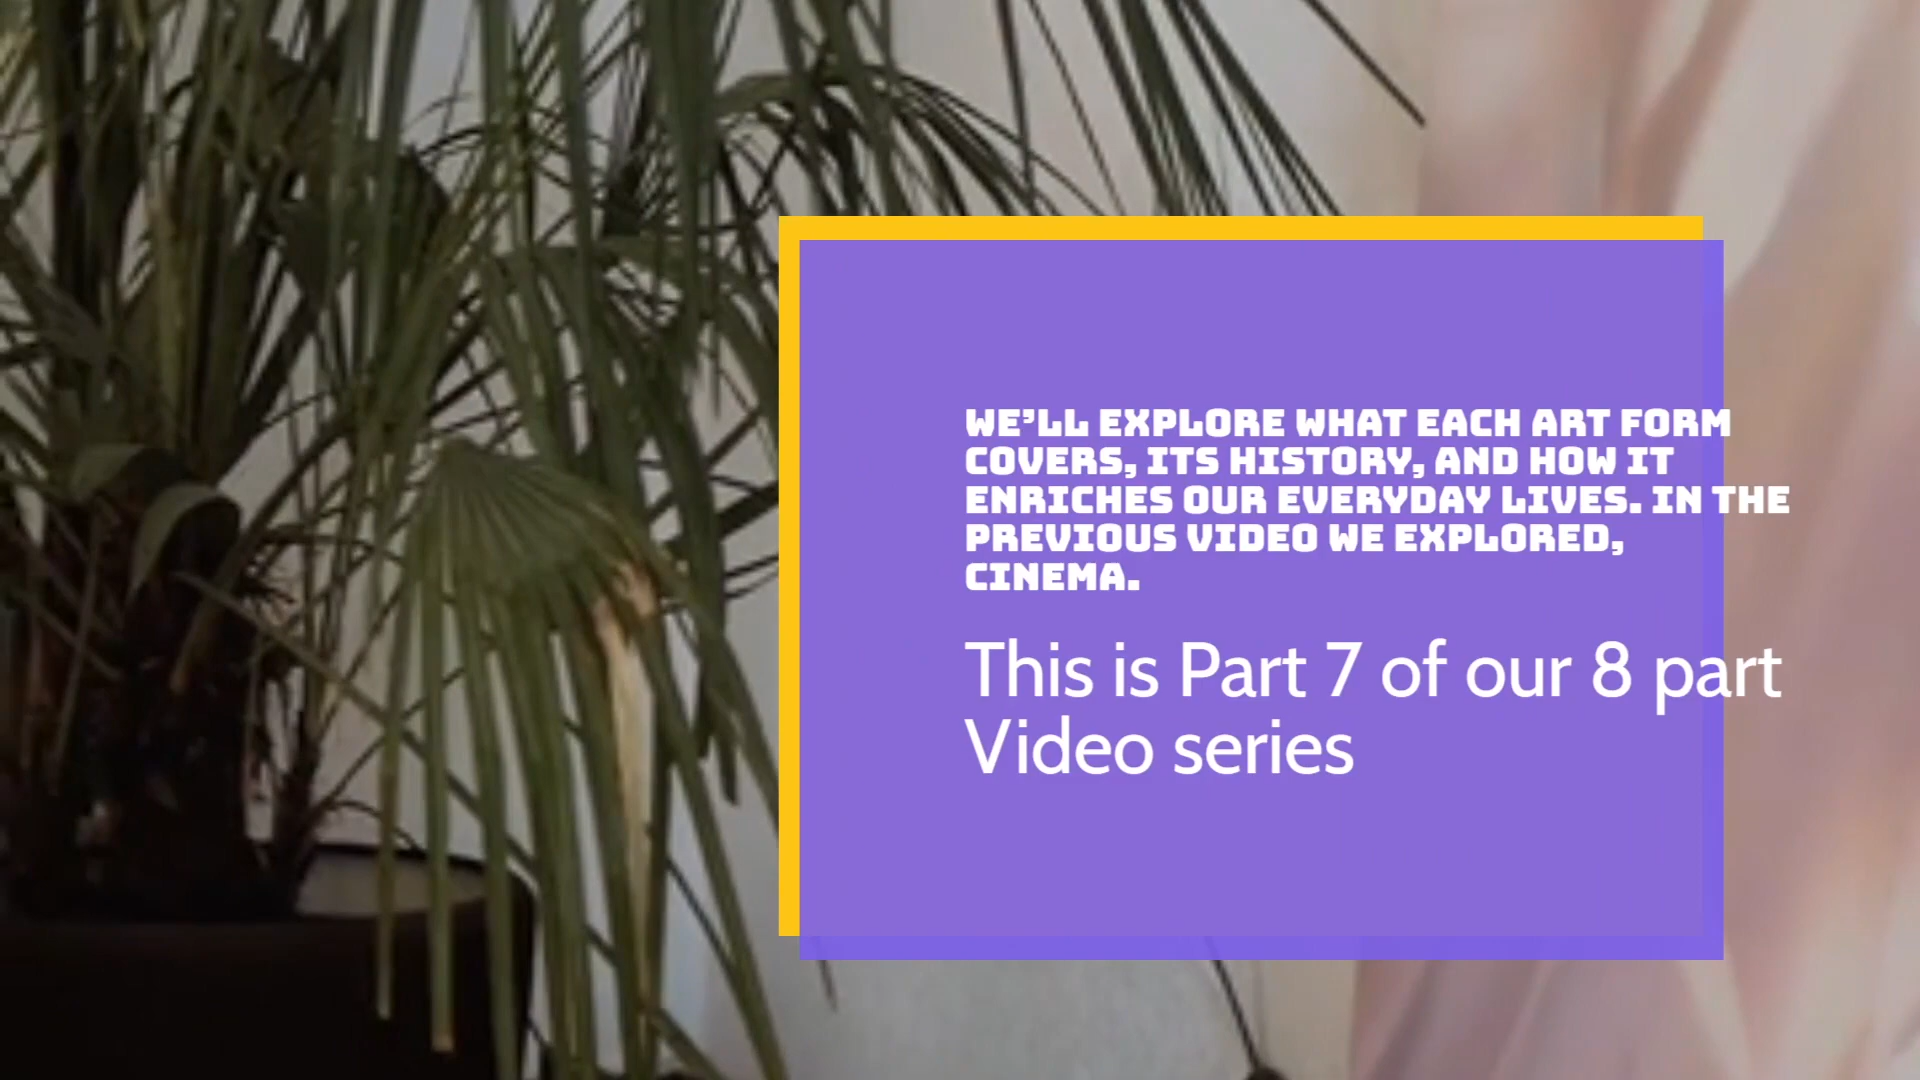 WE'LL EXPLORE WHAT EACH ART FORM
COVERS, ITS HISTORY, AND HOW IT
ENRICHES OUR EVERYDAY LIVES. IN THE
PREVIOUS VIDEO WE EXPLORED,
CINEMA.
This is Part 7 of our 8 part
Video series